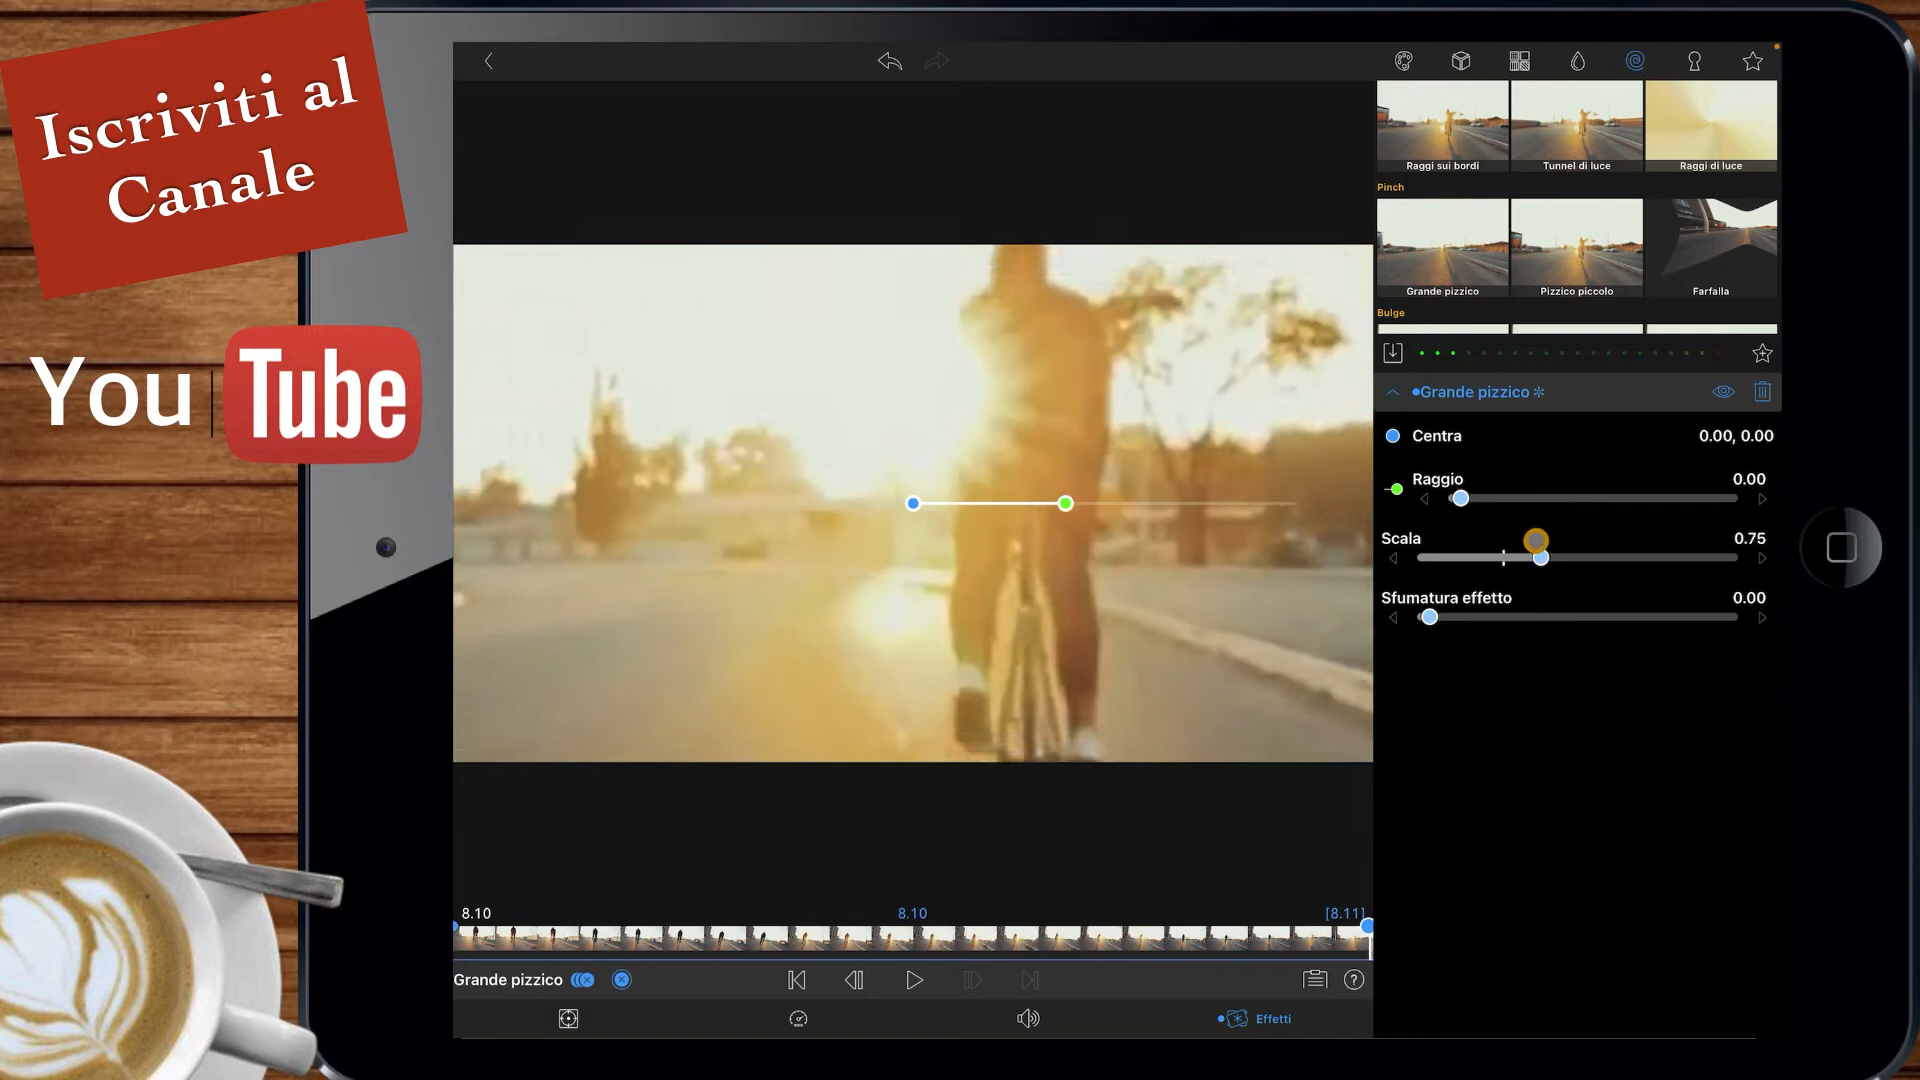 Iscriviti al
Canale
You Tube
Raggi sui bordi
Tunnel di luce
Raggi di luce
Pinch
Grande pizzico
Pizzico piccolo
Farfalla
Bulge
Grande pizzico
Centra
0.00, 0.00
Raggio
0.00
Scala
0.75
Sfumatura effetto
0.00
8.10
8.10
[8.11]
Grande pizzico
Effetti